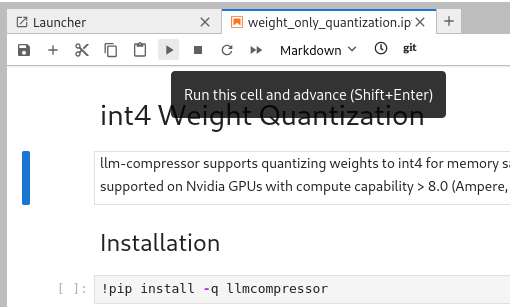 Launcher
weight_only_quantization.ip
Markdown
git
Run this cell and advance (Shift+Enter)
int4 Weight Quantization
llm-compressor supports quantizing weights to int4 for memory sa
supported on Nvidia GPUs with compute capability > 8.0 (Ampere,
Installation
[ ]: !pip install -q llmcompressor